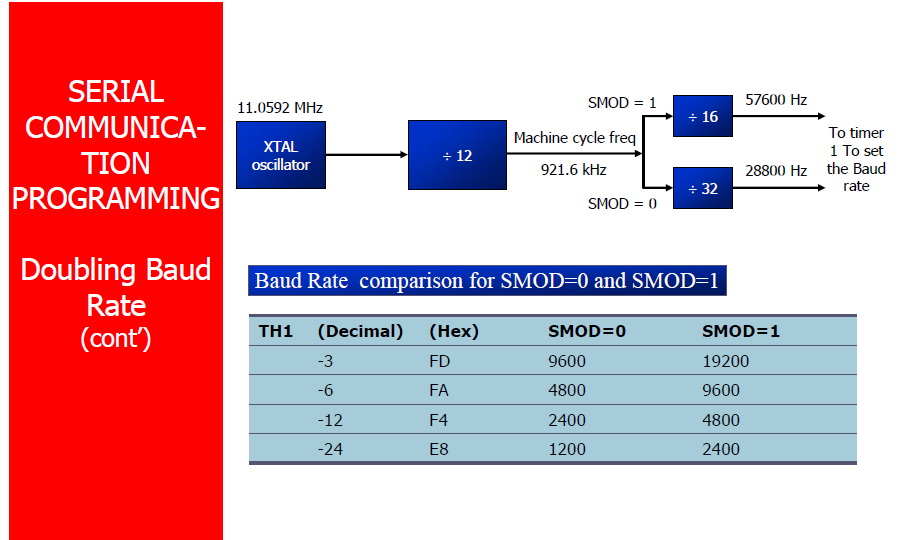 SERIAL
COMMUNICA-
TION
PROGRAMMING
Doubling Baud
Rate
(cont’)
11.0592 MHz
XTAL
oscillator
÷ 12
Machine cycle freq
921.6 kHz
SMOD = 1
÷ 16
57600 Hz
SMOD = 0
÷ 32
28800 Hz
To timer
1 To set
the Baud
rate
Baud Rate  comparison for SMOD=0 and SMOD=1
TH1 (Decimal) (Hex) SMOD=0 SMOD=1
-3 FD 9600 19200
-6 FA 4800 9600
-12 F4 2400 4800
-24 E8 1200 2400